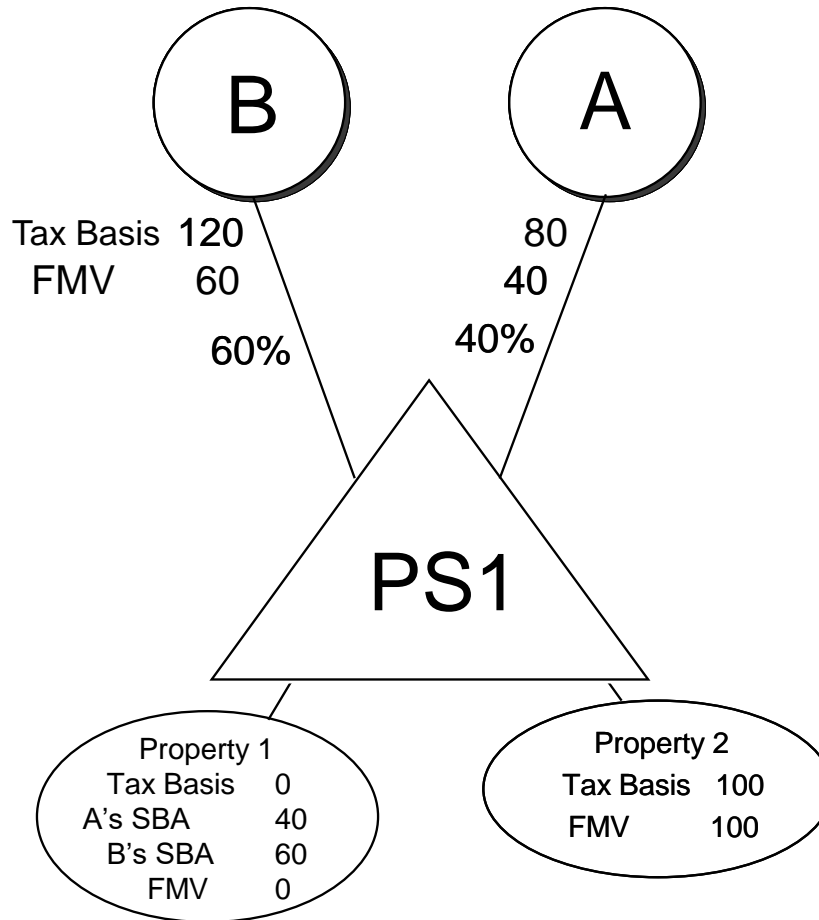 B A
Tax Basis 120 80
FMV 60 40
60% 40%
PS1
Property 1
Tax Basis 0
A's SBA 40
B's SBA 60
FMV 0
Property 2
Tax Basis 100
FMV 100